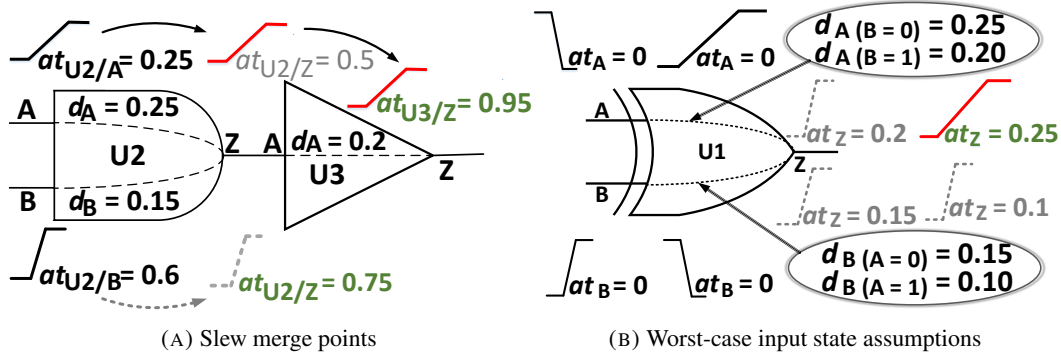 at U2/A = 0.25
at U2/Z = 0.5
at U3/Z = 0.95
A
d A = 0.25
U2
Z
B
d B = 0.15
A
d A = 0.2
U3
Z
at U2/B = 0.6
at U2/Z = 0.75
(A) Slew merge points
at A = 0
at A = 0
d A (B=0) = 0.25
d A (B=1) = 0.20
A
at Z = 0.2
at Z = 0.25
U1
Z
B
at Z = 0.15
at Z = 0.1
at B = 0
at B = 0
d B (A=0) = 0.15
d B (A=1) = 0.10
(B) Worst-case input state assumptions